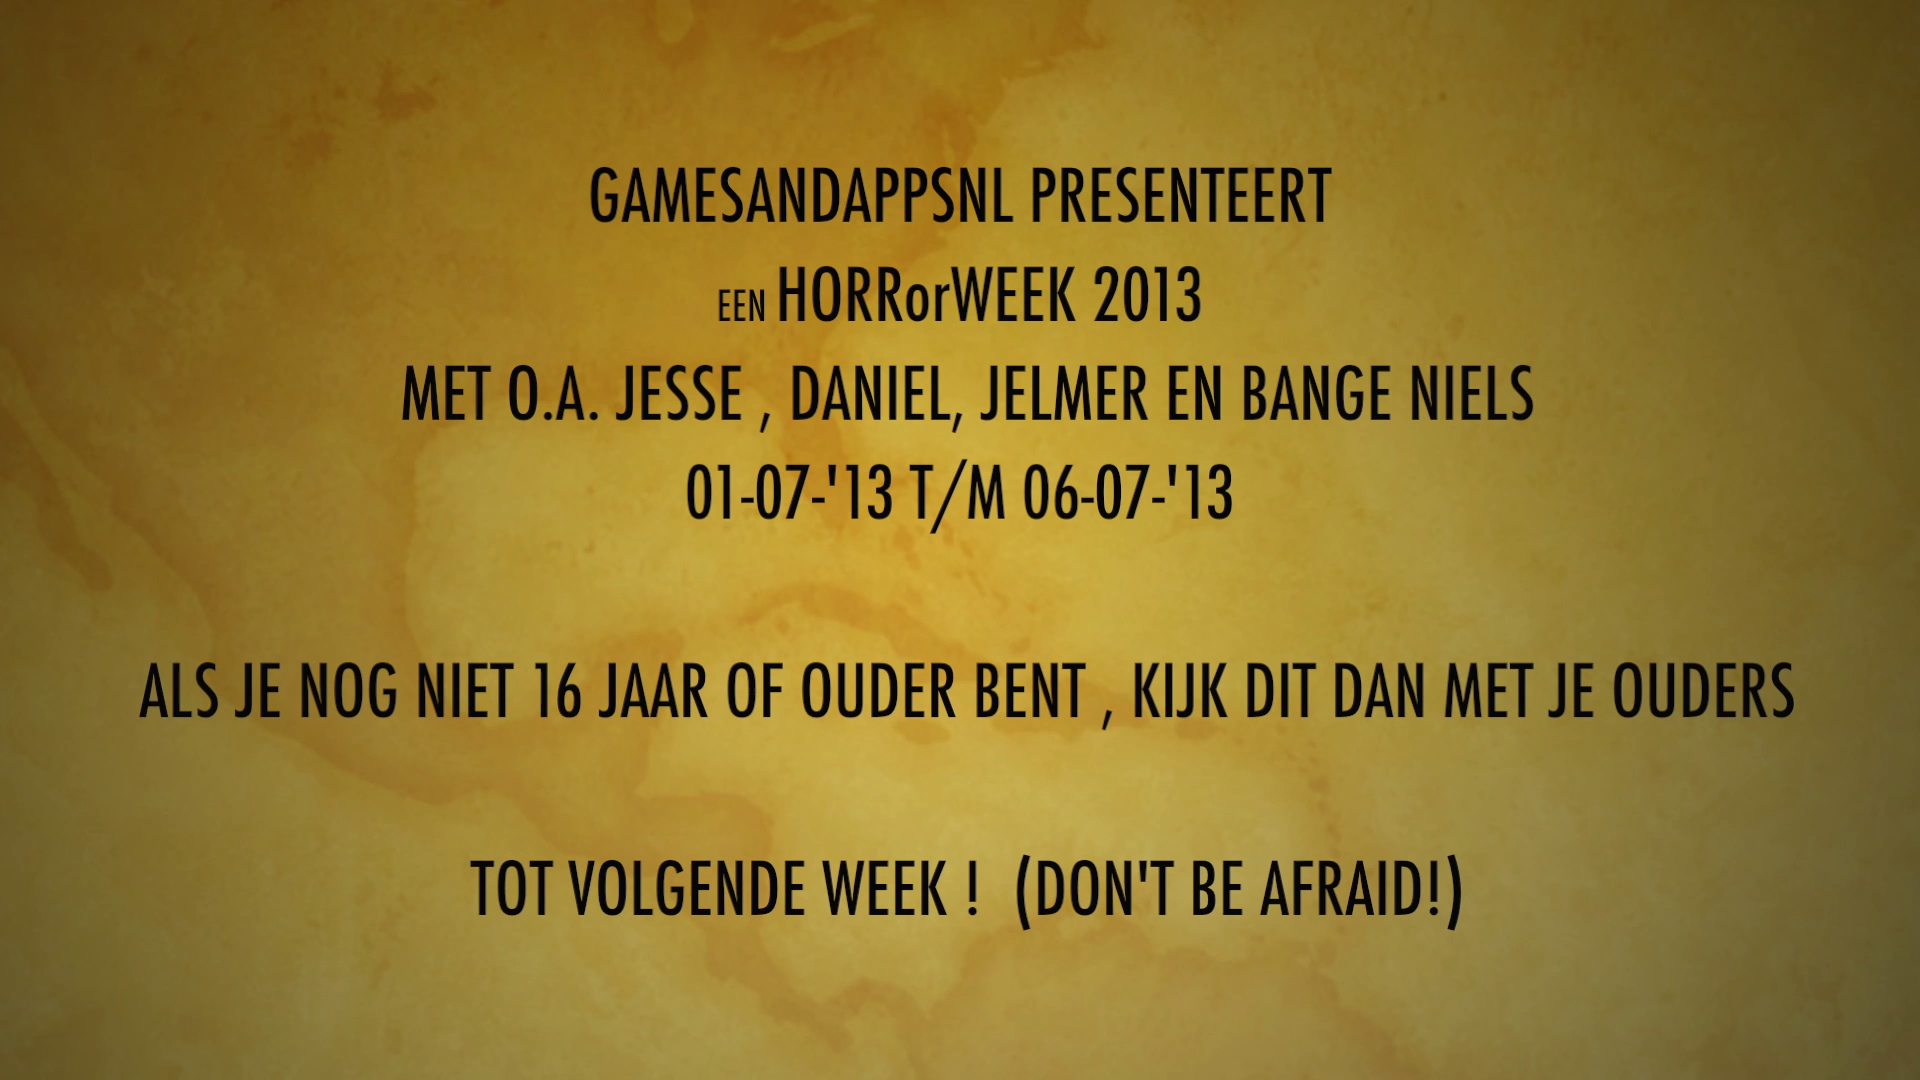 GAMESANDAPPSNL PRESENTEERT
EEN HORRorWEEK 2013
MET O.A. JESSE , DANIEL, JELMER EN BANGE NIELS
01-07-'13 T/M 06-07-'13
ALS JE NOG NIET 16 JAAR OF OUDER BENT , KIJK DIT DAN MET JE OUDERS
TOT VOLGENDE WEEK ! (DON'T BE AFRAID!)